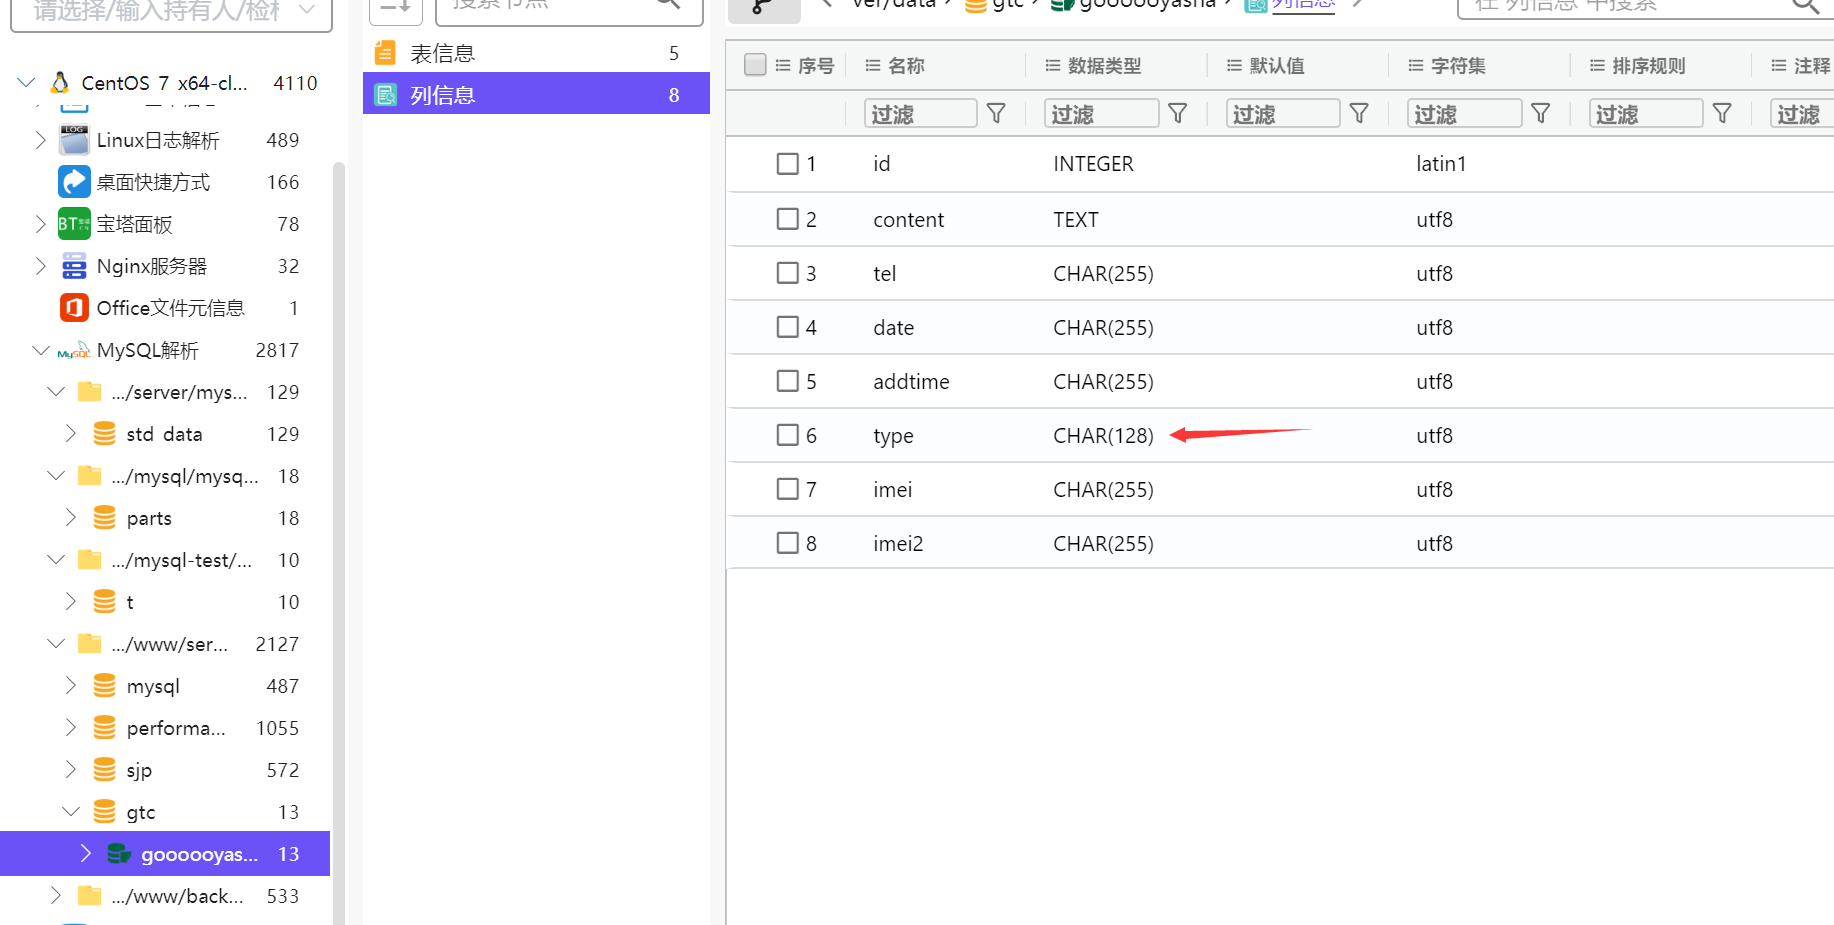 请选择/输入持有人/检材
CentOS 7 x64-cl... 4110
Linux日志解析 489
桌面快捷方式 166
宝塔面板 78
Nginx服务器 32
Office文件元信息 1
MySQL解析 2817
.../server/mys... 129
std data 129
.../mysql/mysq... 18
parts 18
.../mysql-test/... 10
t 10
.../www/ser... 2127
mysql 487
performa... 1055
sjp 572
gtc 13
goooooyas... 13
.../www/back... 533
搜索节点
表信息 5
列信息 8
ver/data gtc goooooyasha 列信息
在 列信息 中搜索
序号 名称 数据类型 默认值 字符集 排序规则 注释
过滤 过滤 过滤 过滤 过滤 过滤
1 id INTEGER latin1
2 content TEXT utf8
3 tel CHAR(255) utf8
4 date CHAR(255) utf8
5 addtime CHAR(255) utf8
6 type CHAR(128) utf8
7 imei CHAR(255) utf8
8 imei2 CHAR(255) utf8